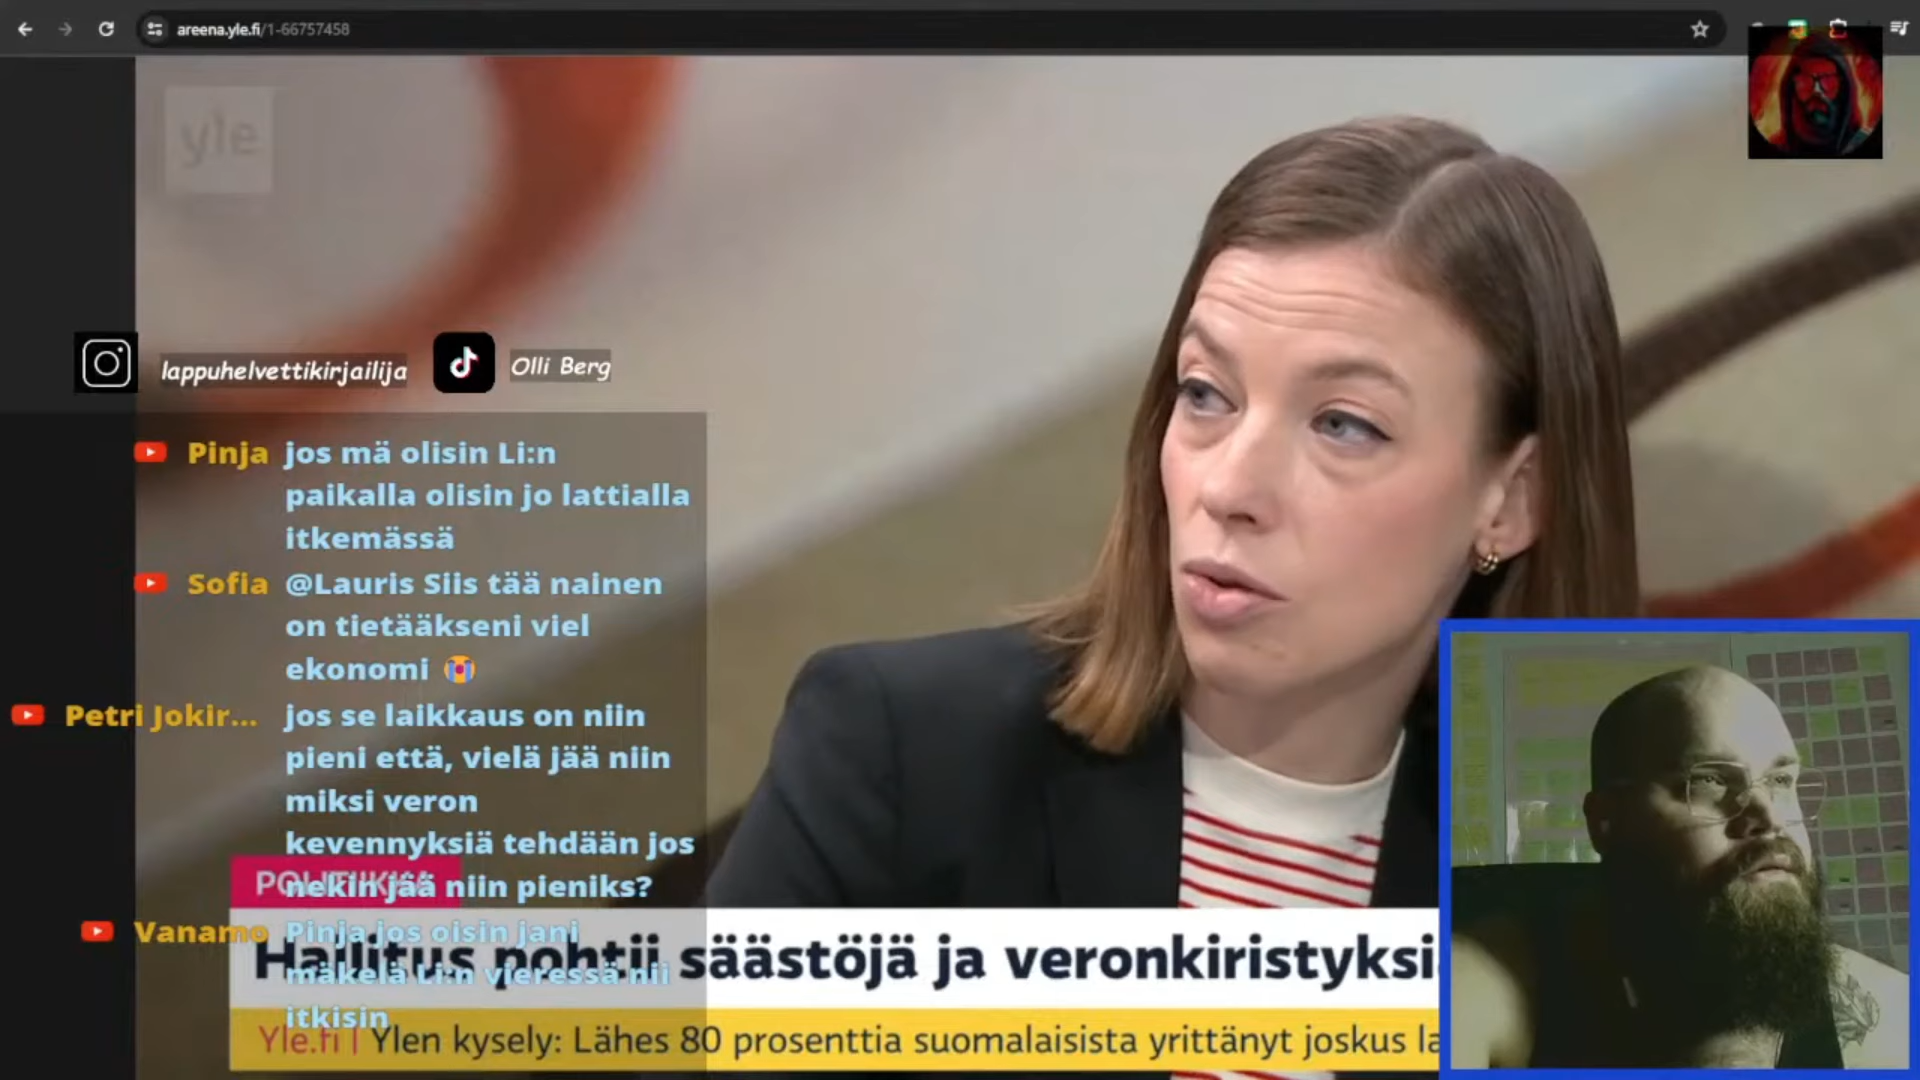 areena.yle.fi/1-66757458
yle
lappuhelvettikirjailija
Olli Berg
Pinja jos mä olisin Li:n
paikalla olisin jo lattialla
itkemässä
Sofia @Lauris Siis tää nainen
on tietääkseni viel
ekonomi 😭
Petri Jokir... jos se laikkaus on niin
pieni että, vielä jää niin
miksi veron
kevennyksiä tehdään jos
nekin jää niin pieniks?
POLITIIKKA
Vanamo Pinja jos oisin jani
mäkelä Li:n vieressä nii
itkisin
Hallitus pohtii säästöjä ja veronkiristyksi
Yle.fi | Ylen kysely: Lähes 80 prosenttia suomalaisista yrittänyt joskus la